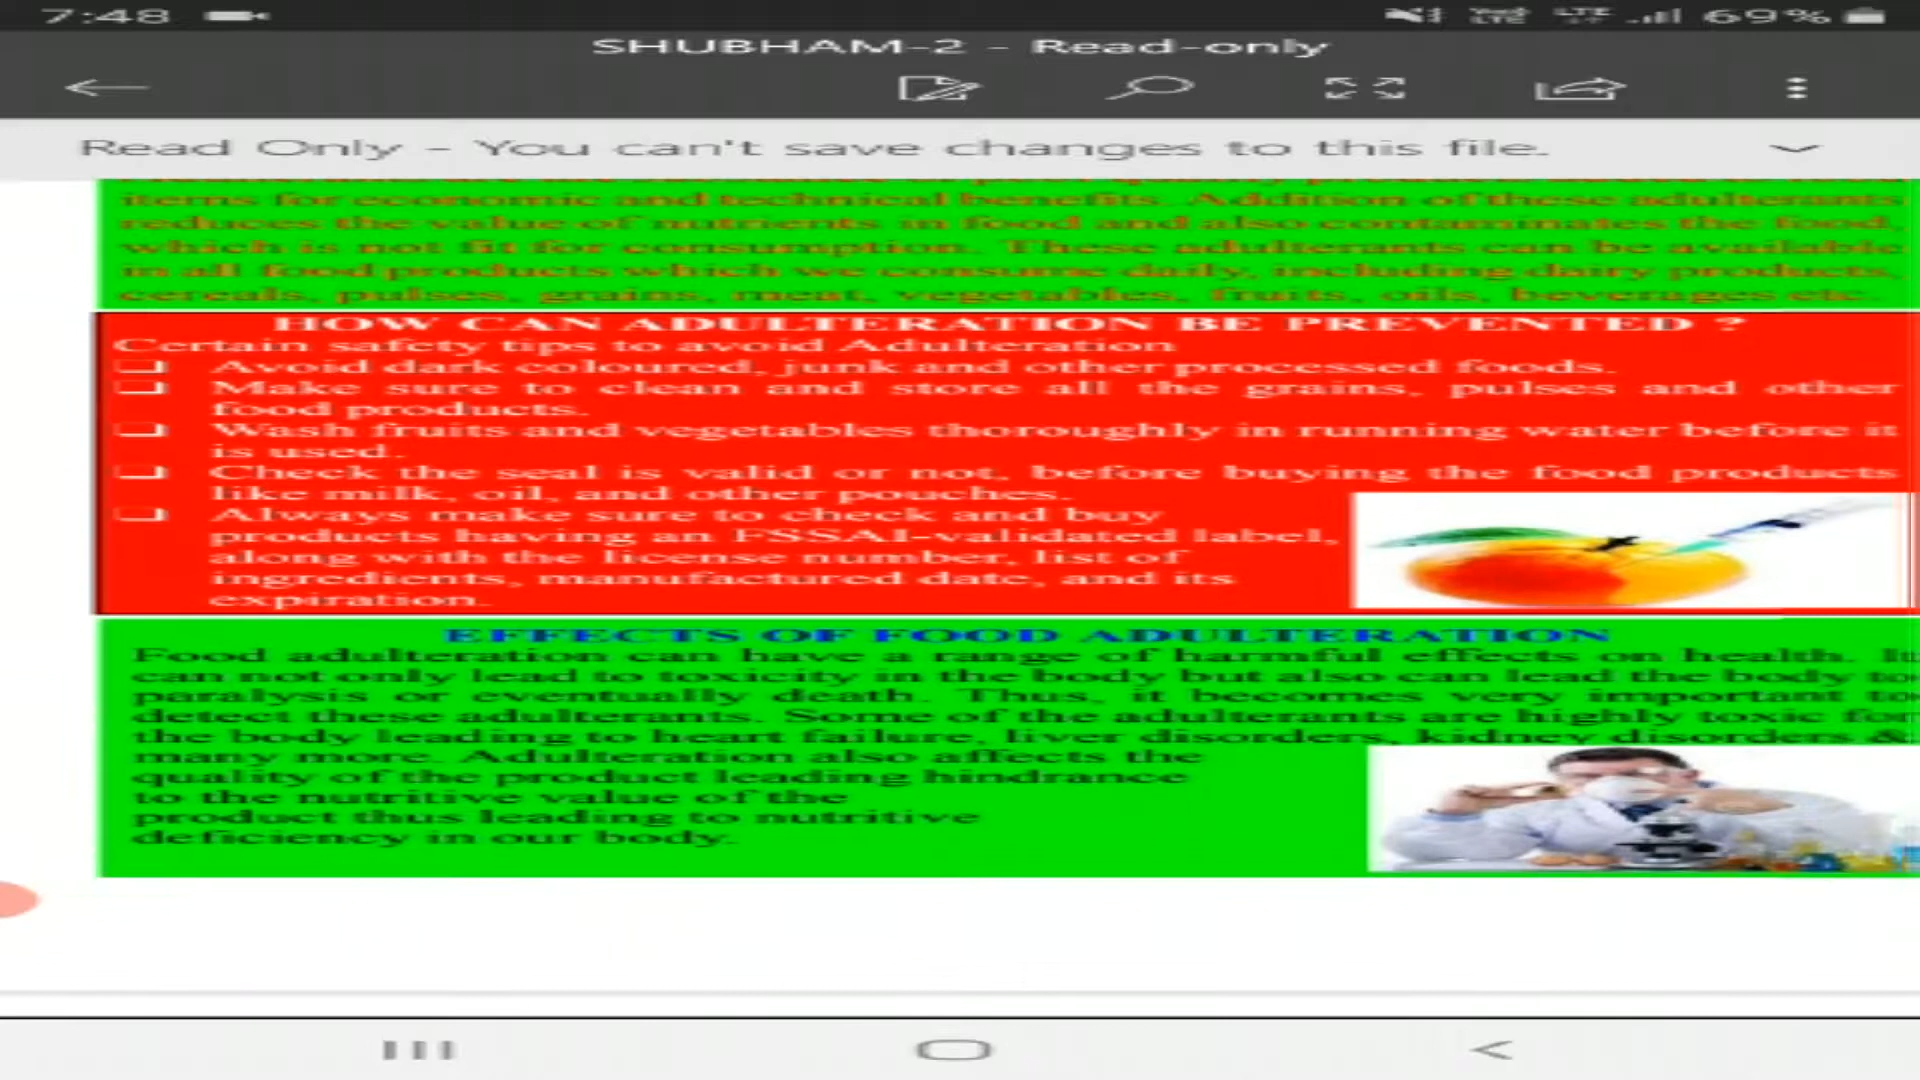 7:48 69%
SHUBHAM-2 - Read-only
Read Only - You can't save changes to this file.
items for economic and technical benefits. Addition of these adulterants
reduces the value of nutrients in food and also contaminates the food,
which is not fit for consumption. These adulterants can be available
in all food products which we consume daily, including dairy products,
cereals, pulses, grains, meat, vegetables, fruits, oils, beverages etc.
HOW CAN ADULTERATION BE PREVENTED ?
Certain safety tips to avoid Adulteration
Avoid dark coloured, junk and other processed foods.
Make sure to clean and store all the grains, pulses and other
food products.
Wash fruits and vegetables thoroughly in running water before it
is used.
Check the seal is valid or not, before buying the food products
like milk, oil, and other pouches.
Always make sure to check and buy
products having an FSSAI-validated label,
along with the license number, list of
ingredients, manufactured date, and its
expiration.
EFFECTS OF FOOD ADULTERATION
Food adulteration can have a range of harmful effects on health. It
can not only lead to toxicity in the body but also can lead the body to
paralysis or eventually death. Thus, it becomes very important to
detect these adulterants. Some of the adulterants are highly toxic for
the body leading to heart failure, liver disorders, kidney disorders &
many more. Adulteration also affects the
quality of the product leading hindrance
to the nutritive value of the
product thus leading to nutritive
deficiency in our body.